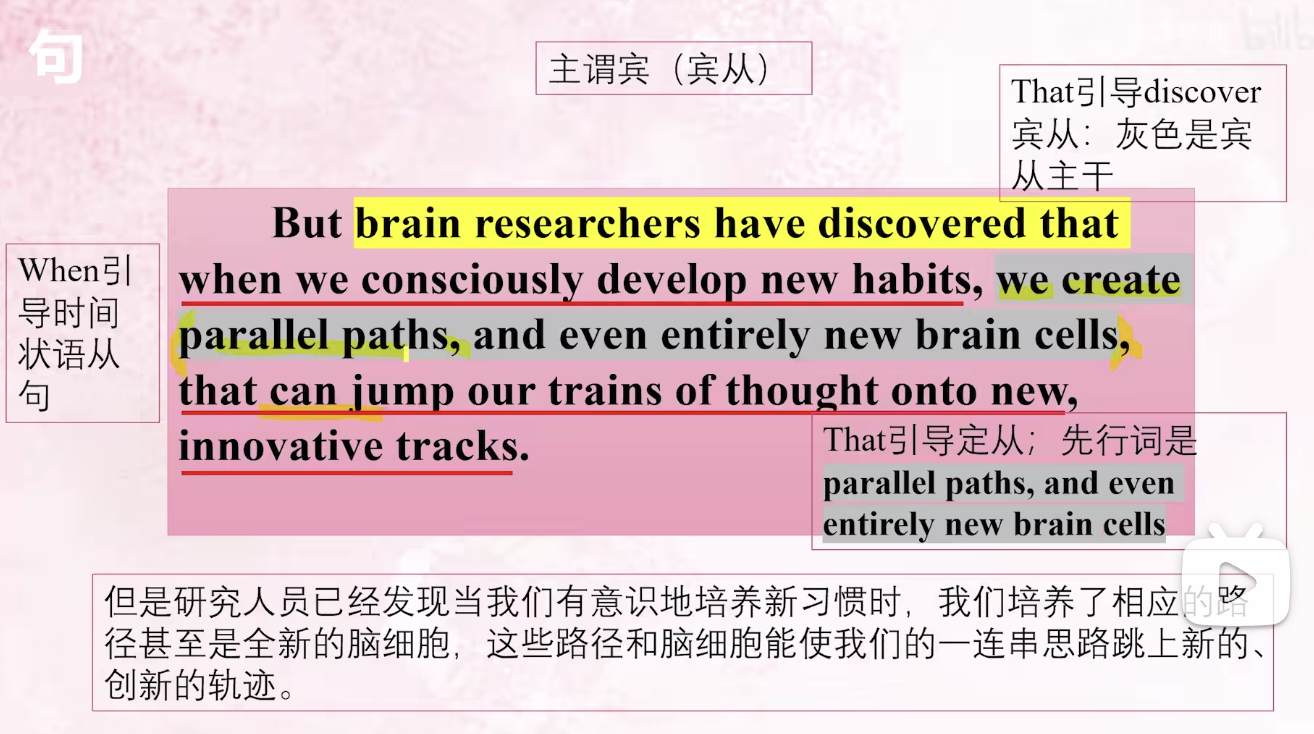 句
主谓宾（宾从）
That引导discover
宾从：灰色是宾
从主干
But brain researchers have discovered that
when we consciously develop new habits, we create
parallel paths, and even entirely new brain cells,
that can jump our trains of thought onto new,
innovative tracks.
When引
导时间
状语从
句
That引导定从；先行词是
parallel paths, and even
entirely new brain cells
但是研究人员已经发现当我们有意识地培养新习惯时，我们培养了相应的路
径甚至是全新的脑细胞，这些路径和脑细胞能使我们的一连串思路跳上新的、
创新的轨迹。